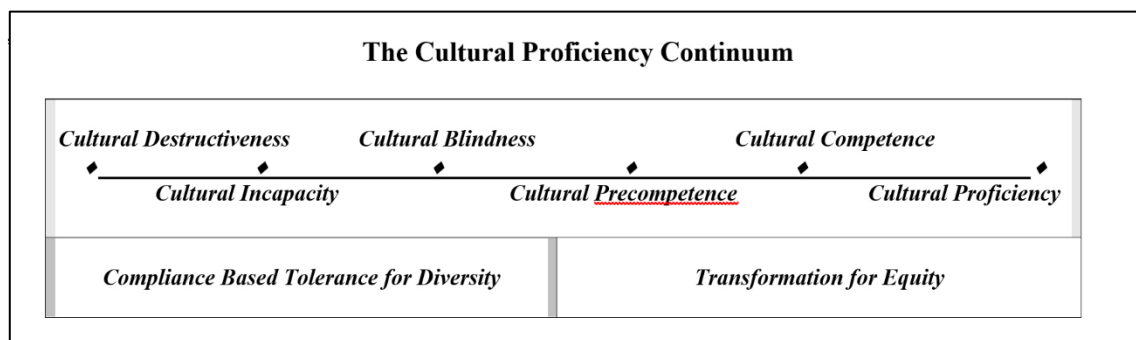 The Cultural Proficiency Continuum
Cultural Destructiveness Cultural Blindness Cultural Competence
Cultural Incapacity Cultural Precompetence Cultural Proficiency
Compliance Based Tolerance for Diversity Transformation for Equity